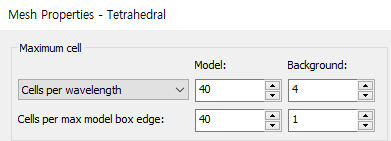 Mesh Properties - Tetrahedral
Maximum cell
Model: Background:
Cells per wavelength 40 4
Cells per max model box edge: 40 1